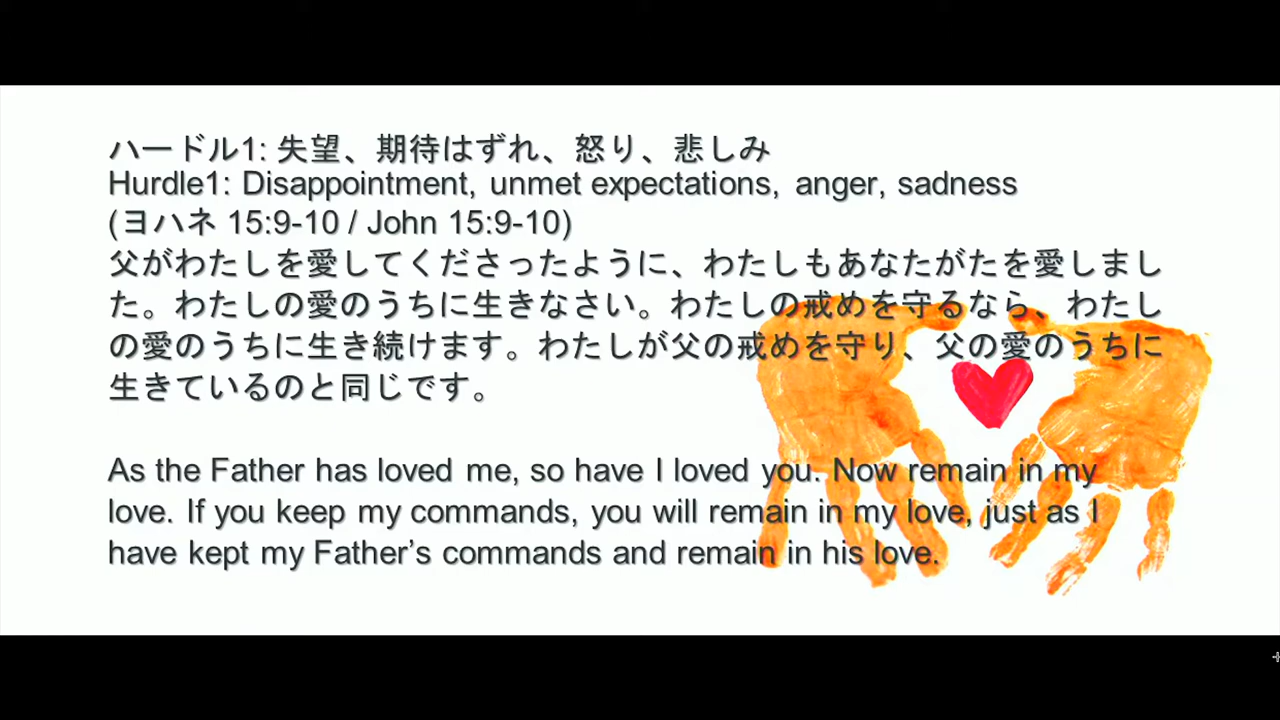 ハードル1: 失望、期待はずれ、怒り、悲しみ
Hurdle1: Disappointment, unmet expectations, anger, sadness
(ヨハネ 15:9-10 / John 15:9-10)
父がわたしを愛してくださったように、わたしもあなたがたを愛しまし
た。わたしの愛のうちに生きなさい。わたしの戒めを守るなら、わたし
の愛のうちに生き続けます。わたしが父の戒めを守り、父の愛のうちに
生きているのと同じです。
As the Father has loved me, so have I loved you. Now remain in my
love. If you keep my commands, you will remain in my love, just as I
have kept my Father’s commands and remain in his love.